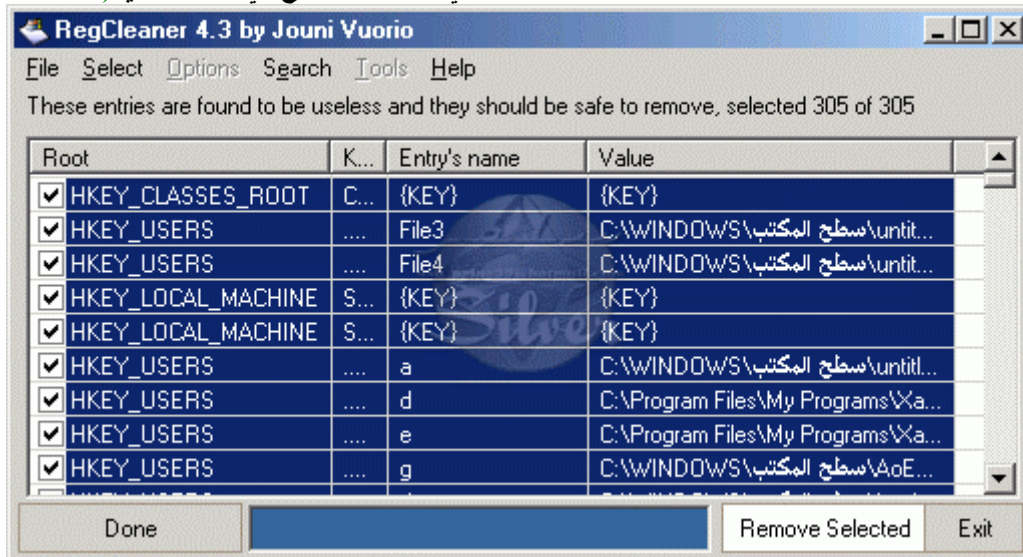 RegCleaner 4.3 by Jouni Vuorio
File Select Options Search Tools Help
These entries are found to be useless and they should be safe to remove, selected 305 of 305
Root K... Entry's name Value
HKEY_CLASSES_ROOT C... {KEY} {KEY}
HKEY_USERS .... File3 C:\WINDOWS\سطح المكتب\untit...
HKEY_USERS .... File4 C:\WINDOWS\سطح المكتب\untit...
HKEY_LOCAL_MACHINE S... {KEY} {KEY}
HKEY_LOCAL_MACHINE S... {KEY} {KEY}
HKEY_USERS .... a C:\WINDOWS\سطح المكتب\untitl...
HKEY_USERS .... d C:\Program Files\My Programs\Xa...
HKEY_USERS .... e C:\Program Files\My Programs\Xa...
HKEY_USERS .... g C:\WINDOWS\سطح المكتب\AoE...
Silver
Done Remove Selected Exit